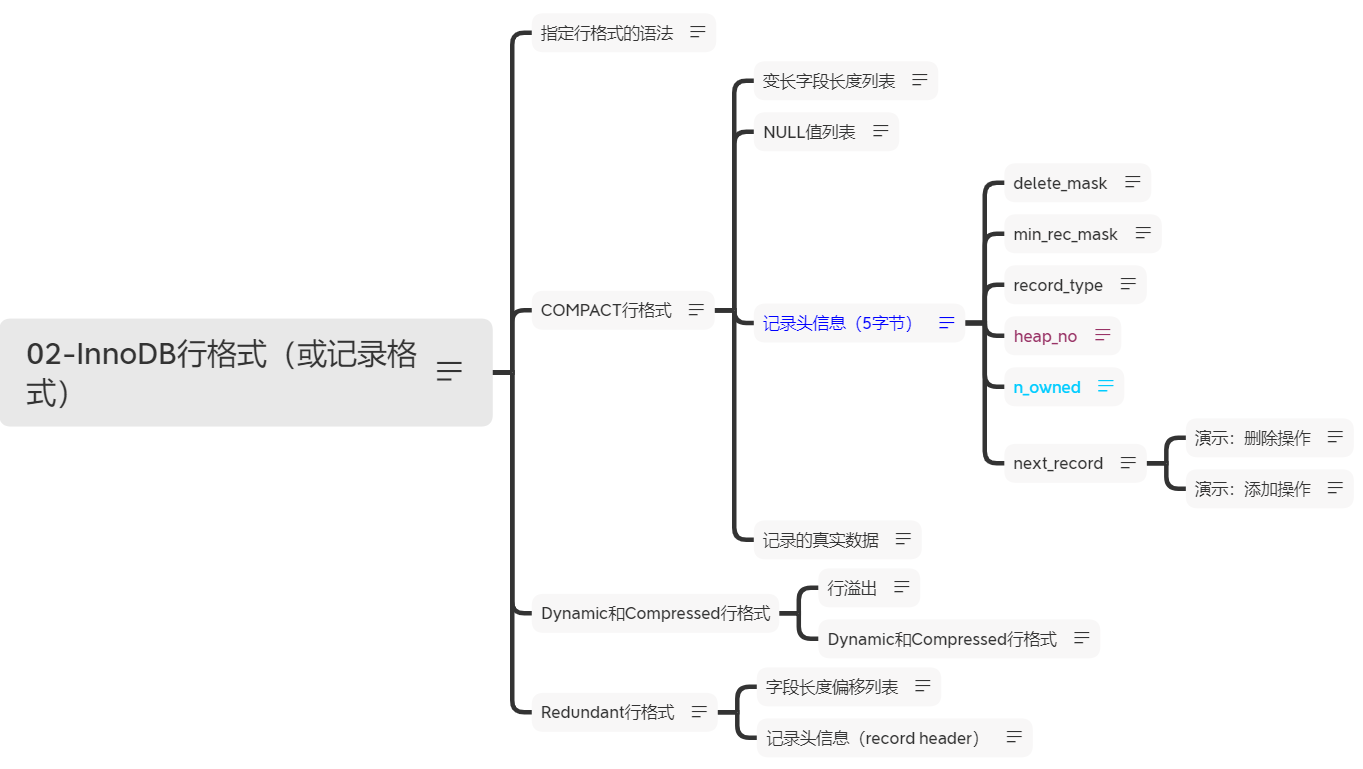 02-InnoDB行格式（或记录格
式）
指定行格式的语法
COMPACT行格式
变长字段长度列表
NULL值列表
记录头信息（5字节）
delete_mask
min_rec_mask
record_type
heap_no
n_owned
next_record
演示：删除操作
演示：添加操作
记录的真实数据
Dynamic和Compressed行格式
行溢出
Dynamic和Compressed行格式
Redundant行格式
字段长度偏移列表
记录头信息（record header）